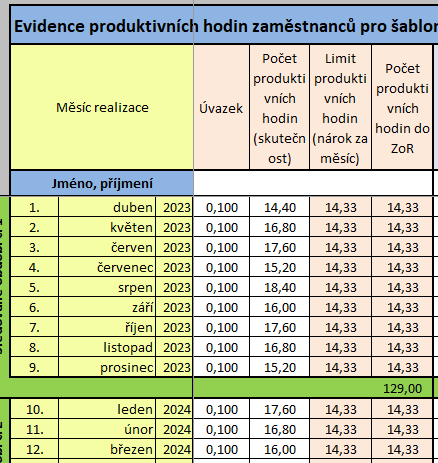 Evidence produktivních hodin zaměstnanců pro šablon
Měsíc realizace
Úvazek
Počet
produkti
vních
hodin
(skutečn
ost)
Limit
produkti
vních
hodin
(nárok za
měsíc)
Počet
produkti
vních
hodin do
ZoR
Jméno, příjmení
1. duben 2023 0,100 14,40 14,33 14,33
2. květen 2023 0,100 16,80 14,33 14,33
3. červen 2023 0,100 17,60 14,33 14,33
4. červenec 2023 0,100 15,20 14,33 14,33
5. srpen 2023 0,100 18,40 14,33 14,33
6. září 2023 0,100 16,00 14,33 14,33
7. říjen 2023 0,100 17,60 14,33 14,33
8. listopad 2023 0,100 16,80 14,33 14,33
9. prosinec 2023 0,100 15,20 14,33 14,33
129,00
10. leden 2024 0,100 17,60 14,33 14,33
11. únor 2024 0,100 16,80 14,33 14,33
12. březen 2024 0,100 16,00 14,33 14,33